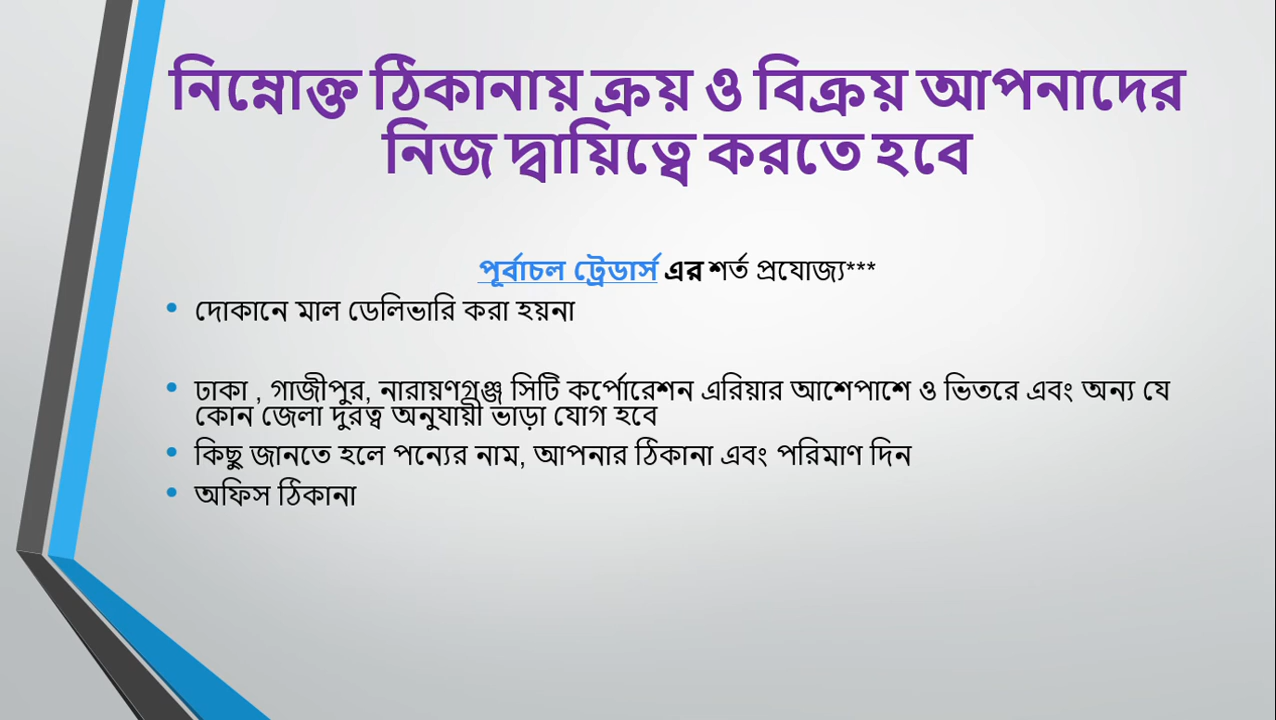 নিম্নোক্ত ঠিকানায় ক্রয় ও বিক্রয় আপনাদের
নিজ দ্বায়িত্বে করতে হবে
পূর্বাচল ট্রেডার্স এর শর্ত প্রযোজ্য***
• দোকানে মাল ডেলিভারি করা হয়না
• ঢাকা , গাজীপুর, নারায়ণগঞ্জ সিটি কর্পোরেশন এরিয়ার আশেপাশে ও ভিতরে এবং অন্য যে
কোন জেলা দুরত্ব অনুযায়ী ভাড়া যোগ হবে
• কিছু জানতে হলে পন্যের নাম, আপনার ঠিকানা এবং পরিমাণ দিন
• অফিস ঠিকানা